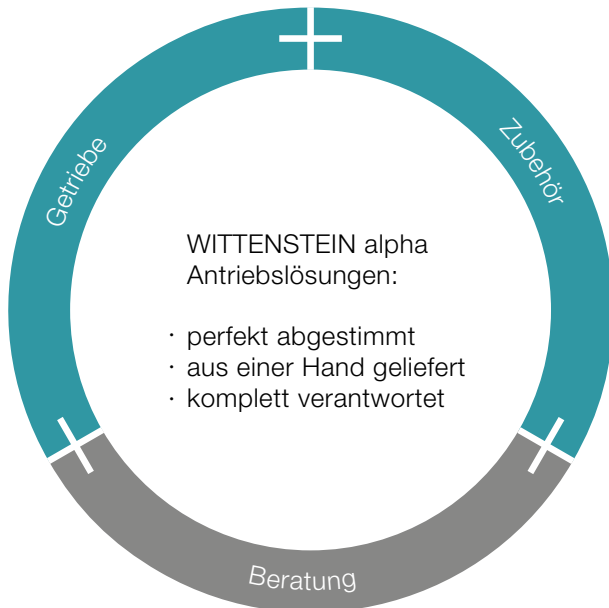 Getriebe
Zubehör
WITTENSTEIN alpha
Antriebslösungen:
· perfekt abgestimmt
· aus einer Hand geliefert
· komplett verantwortet
Beratung